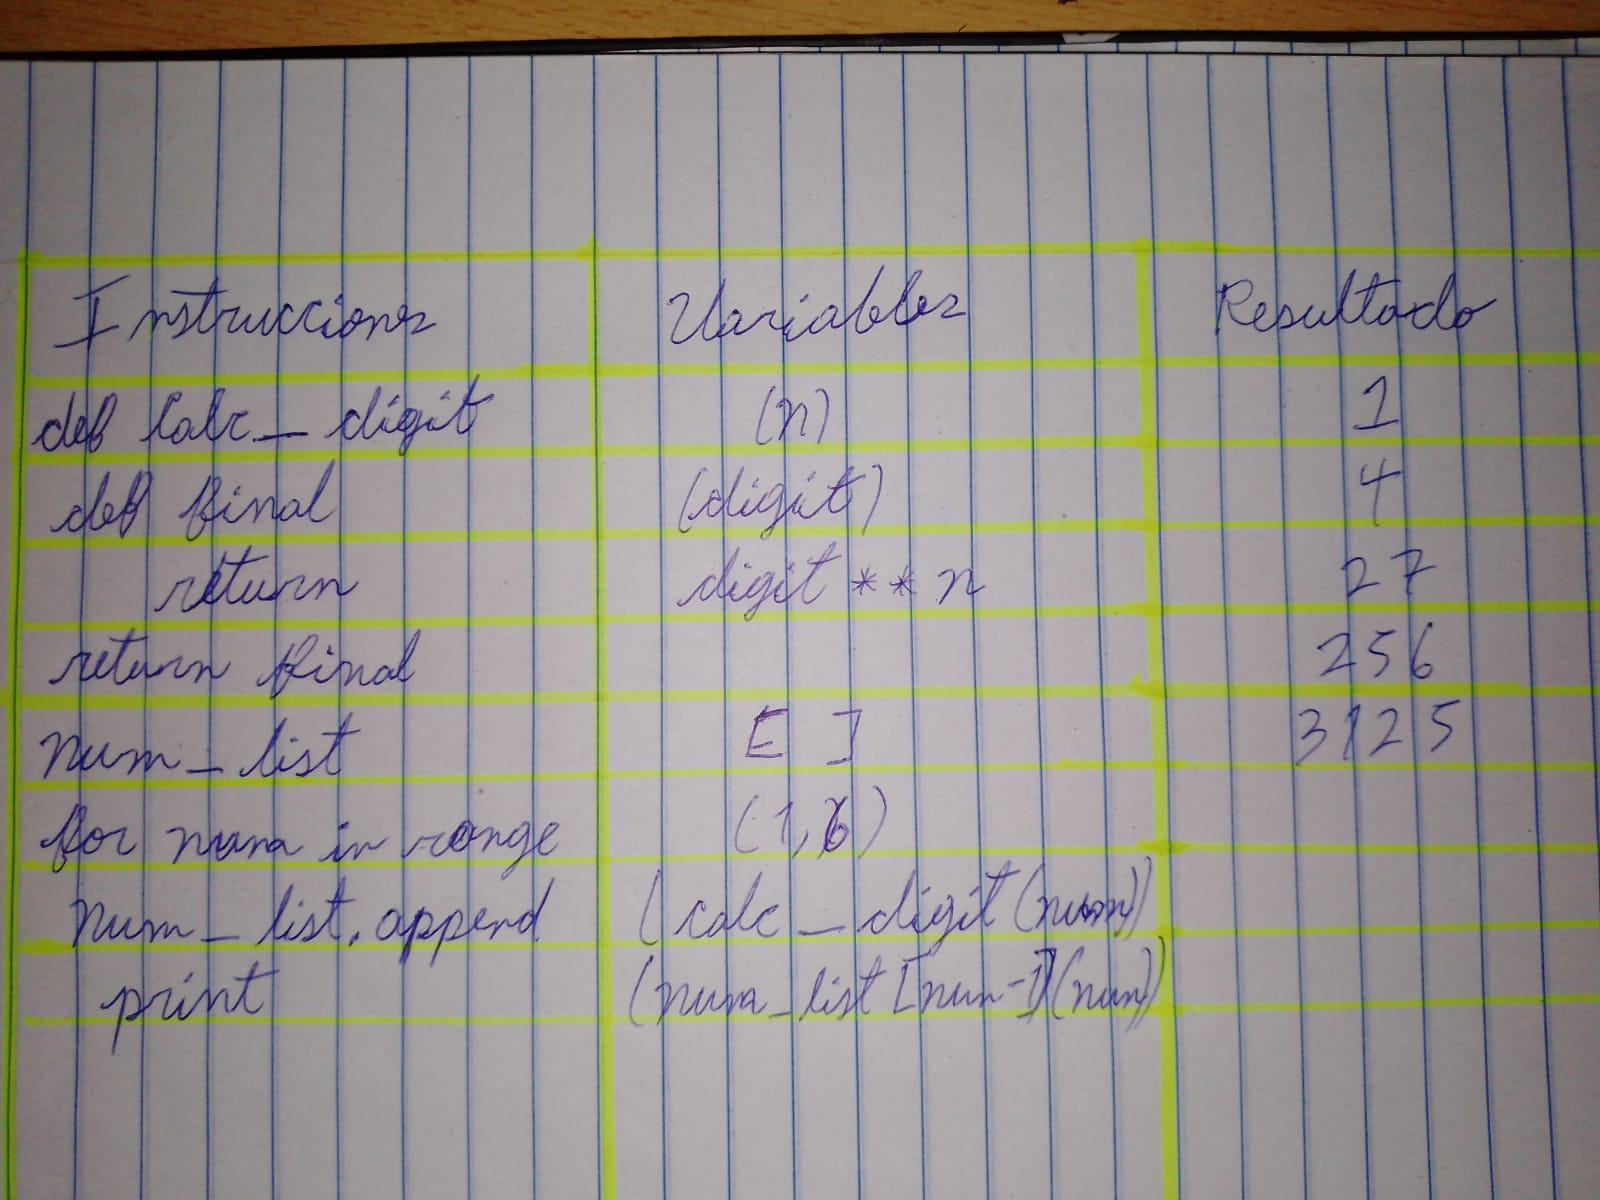 Instrucciones Variables Resultado
def Calc_digit (n) 1
def final (digit) 4
return digit ** n 27
return final 256
Num_list [ ] 3125
for num in range (1,6)
Num_list.append (calc_digit(num))
print (num_list [num-1](num))